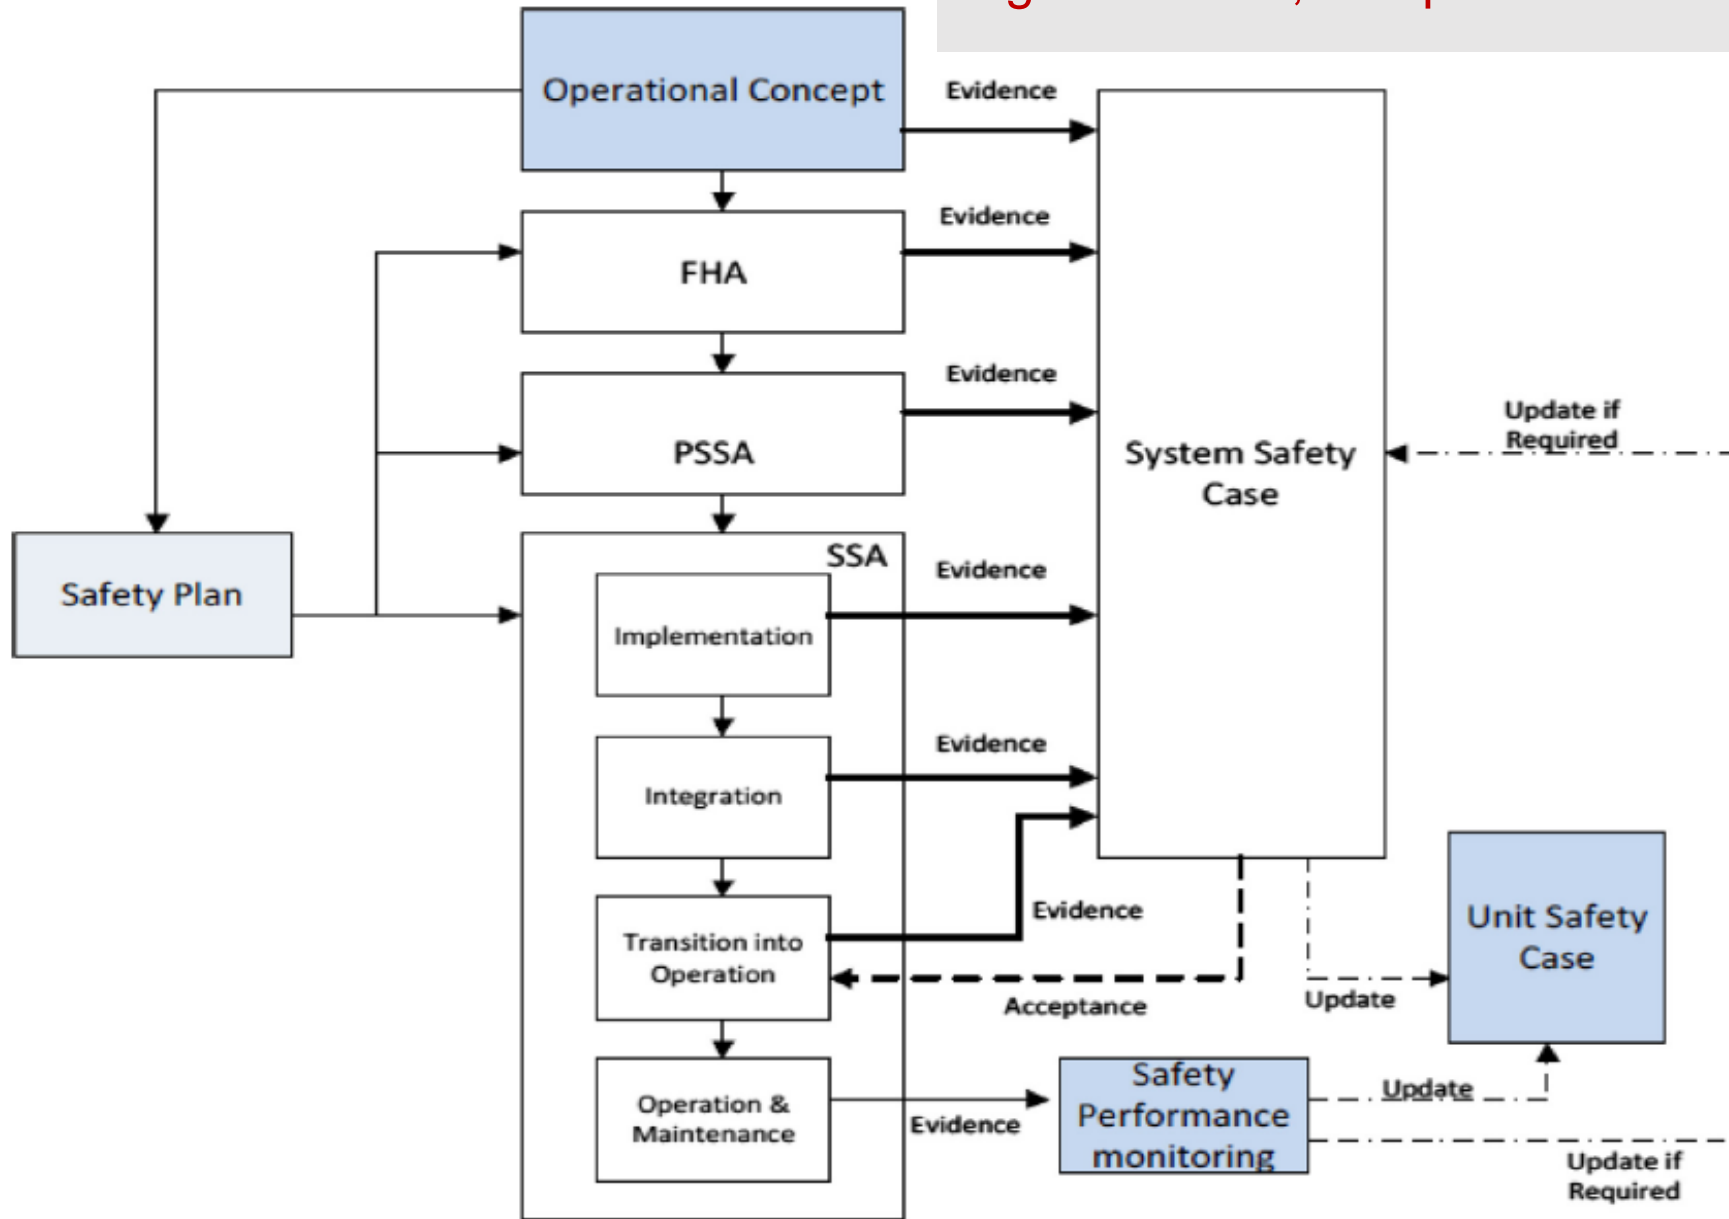 Operational Concept
Evidence
Evidence
FHA
Evidence
PSSA
System Safety
Case
Update if
Required
Safety Plan
SSA
Evidence
Implementation
Evidence
Integration
Evidence
Transition into
Operation
Acceptance
Update
Unit Safety
Case
Operation &
Maintenance
Evidence
Safety
Performance
monitoring
Update
Update if
Required